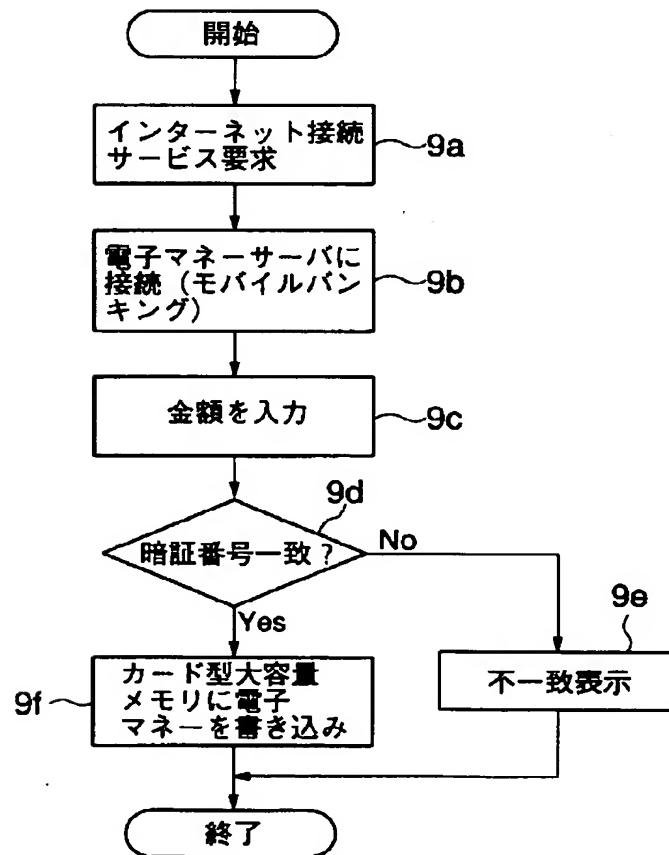 開始
インターネット接続
サービス要求
9a
電子マネーサーバに
接続（モバイルバン
キング）
9b
金額を入力
9c
9d
暗証番号一致？
No
Yes
9e
不一致表示
9f
カード型大容量
メモリに電子
マネーを書き込み
終了